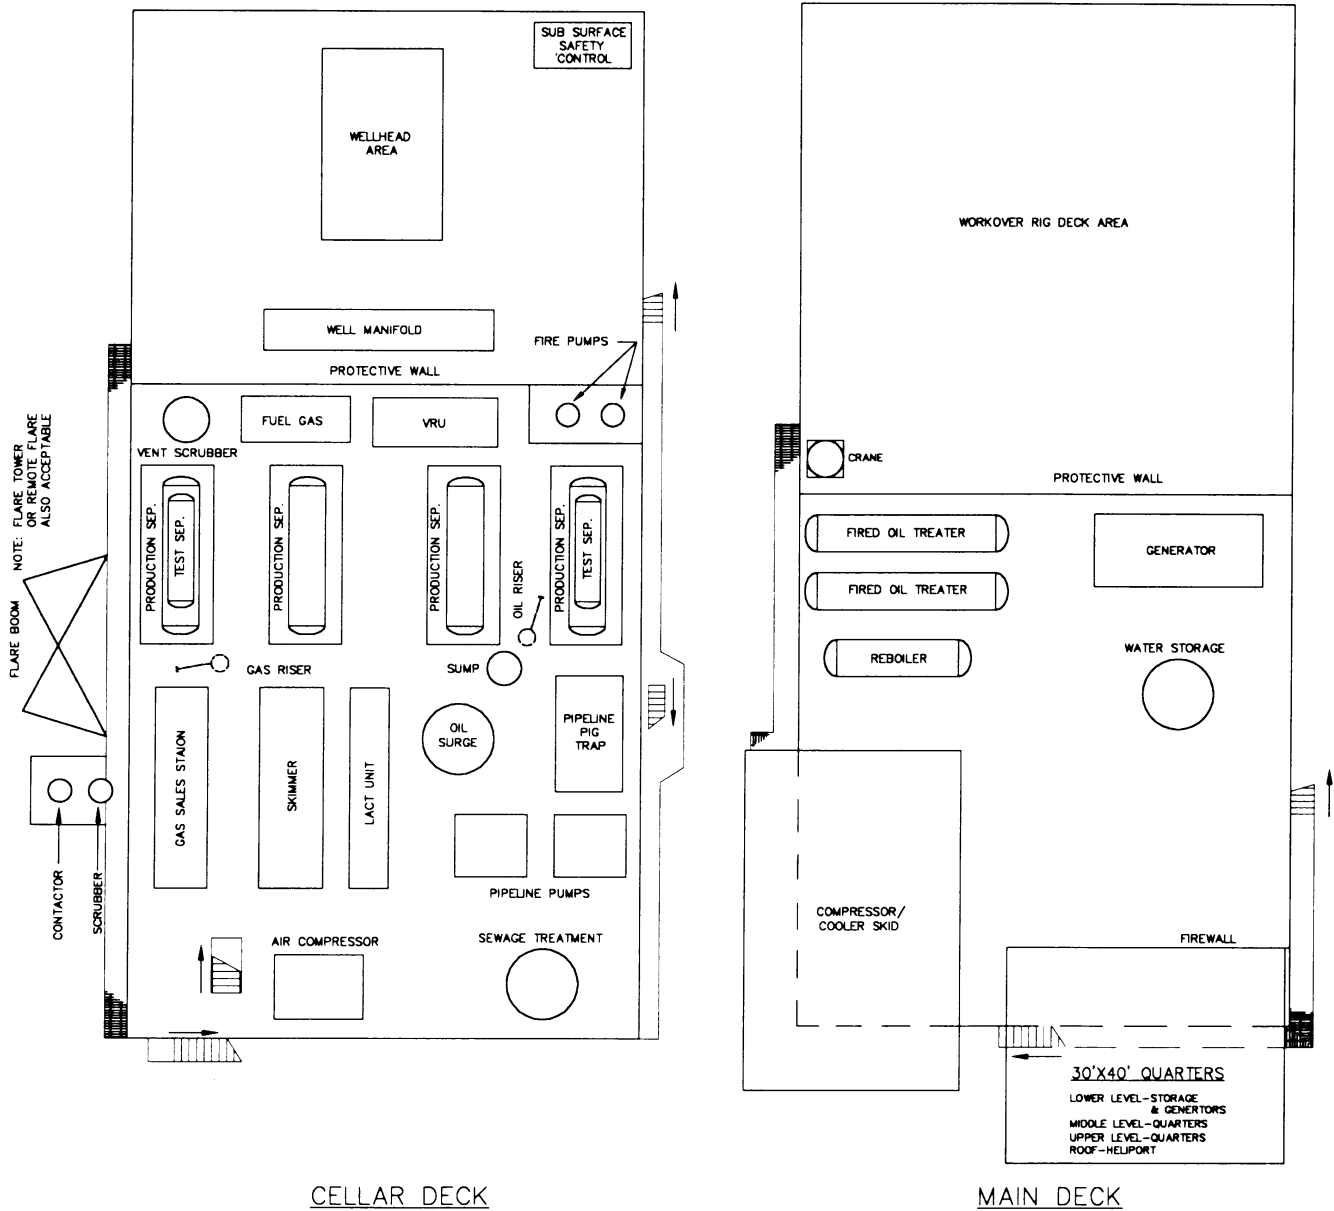 SUB SURFACE
SAFETY
'CONTROL
WELLHEAD
AREA
WELL MANIFOLD
FIRE PUMPS
PROTECTIVE WALL
FUEL GAS
VRU
VENT SCRUBBER
PRODUCTION SEP.
TEST SEP.
PRODUCTION SEP.
PRODUCTION SEP.
PRODUCTION SEP.
TEST SEP.
OIL RISER
NOTE: FLARE TOWER
OR REMOTE FLARE
ALSO ACCEPTABLE
FLARE BOOM
GAS RISER
SUMP
GAS SALES STAION
SKIMMER
LACT UNIT
OIL
SURGE
PIPELINE
PIG
TRAP
CONTACTOR
SCRUBBER
PIPELINE PUMPS
AIR COMPRESSOR
SEWAGE TREATMENT
CELLAR DECK
WORKOVER RIG DECK AREA
CRANE
PROTECTIVE WALL
FIRED OIL TREATER
GENERATOR
FIRED OIL TREATER
REBOILER
WATER STORAGE
COMPRESSOR/
COOLER SKID
FIREWALL
30'X40' QUARTERS
LOWER LEVEL-STORAGE
& GENERTORS
MIDDLE LEVEL-QUARTERS
UPPER LEVEL-QUARTERS
ROOF-HELIPORT
MAIN DECK